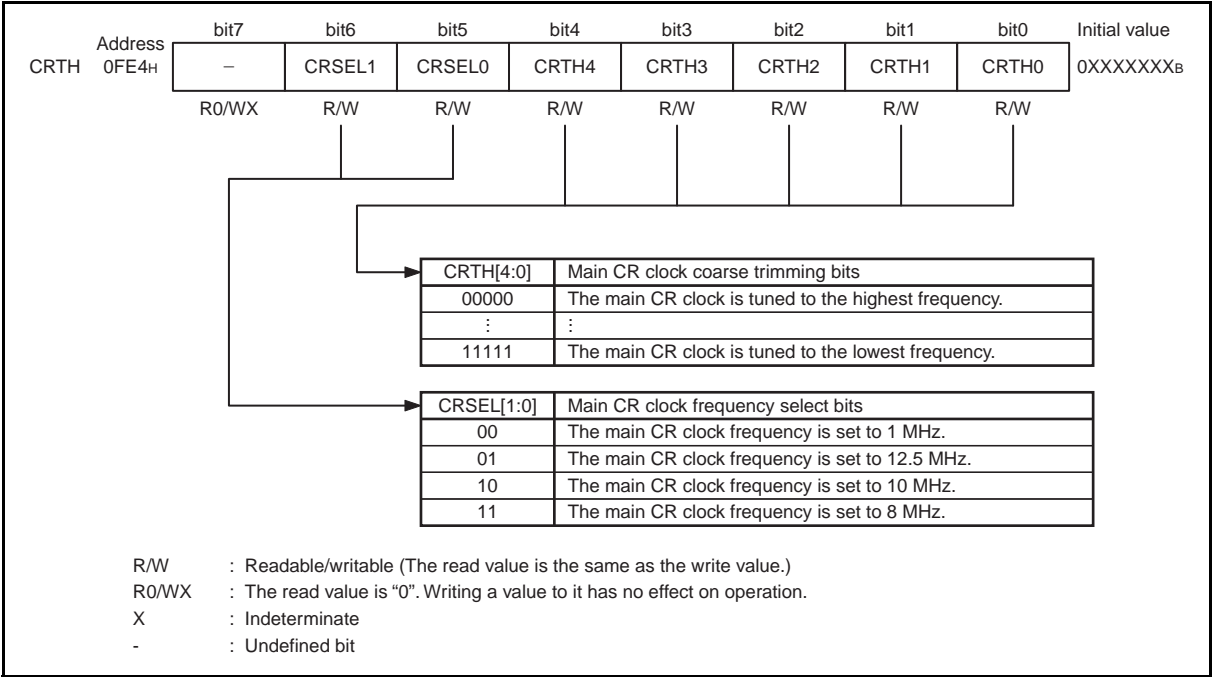 bit7 bit6 bit5 bit4 bit3 bit2 bit1 bit0 Initial value
Address
CRTH 0FE4H – CRSEL1 CRSEL0 CRTH4 CRTH3 CRTH2 CRTH1 CRTH0 0XXXXXXXB
R0/WX R/W R/W R/W R/W R/W R/W R/W
CRTH[4:0] Main CR clock coarse trimming bits
00000 The main CR clock is tuned to the highest frequency.
⋮ ⋮
11111 The main CR clock is tuned to the lowest frequency.
CRSEL[1:0] Main CR clock frequency select bits
00 The main CR clock frequency is set to 1 MHz.
01 The main CR clock frequency is set to 12.5 MHz.
10 The main CR clock frequency is set to 10 MHz.
11 The main CR clock frequency is set to 8 MHz.
R/W : Readable/writable (The read value is the same as the write value.)
R0/WX : The read value is “0”. Writing a value to it has no effect on operation.
X : Indeterminate
- : Undefined bit